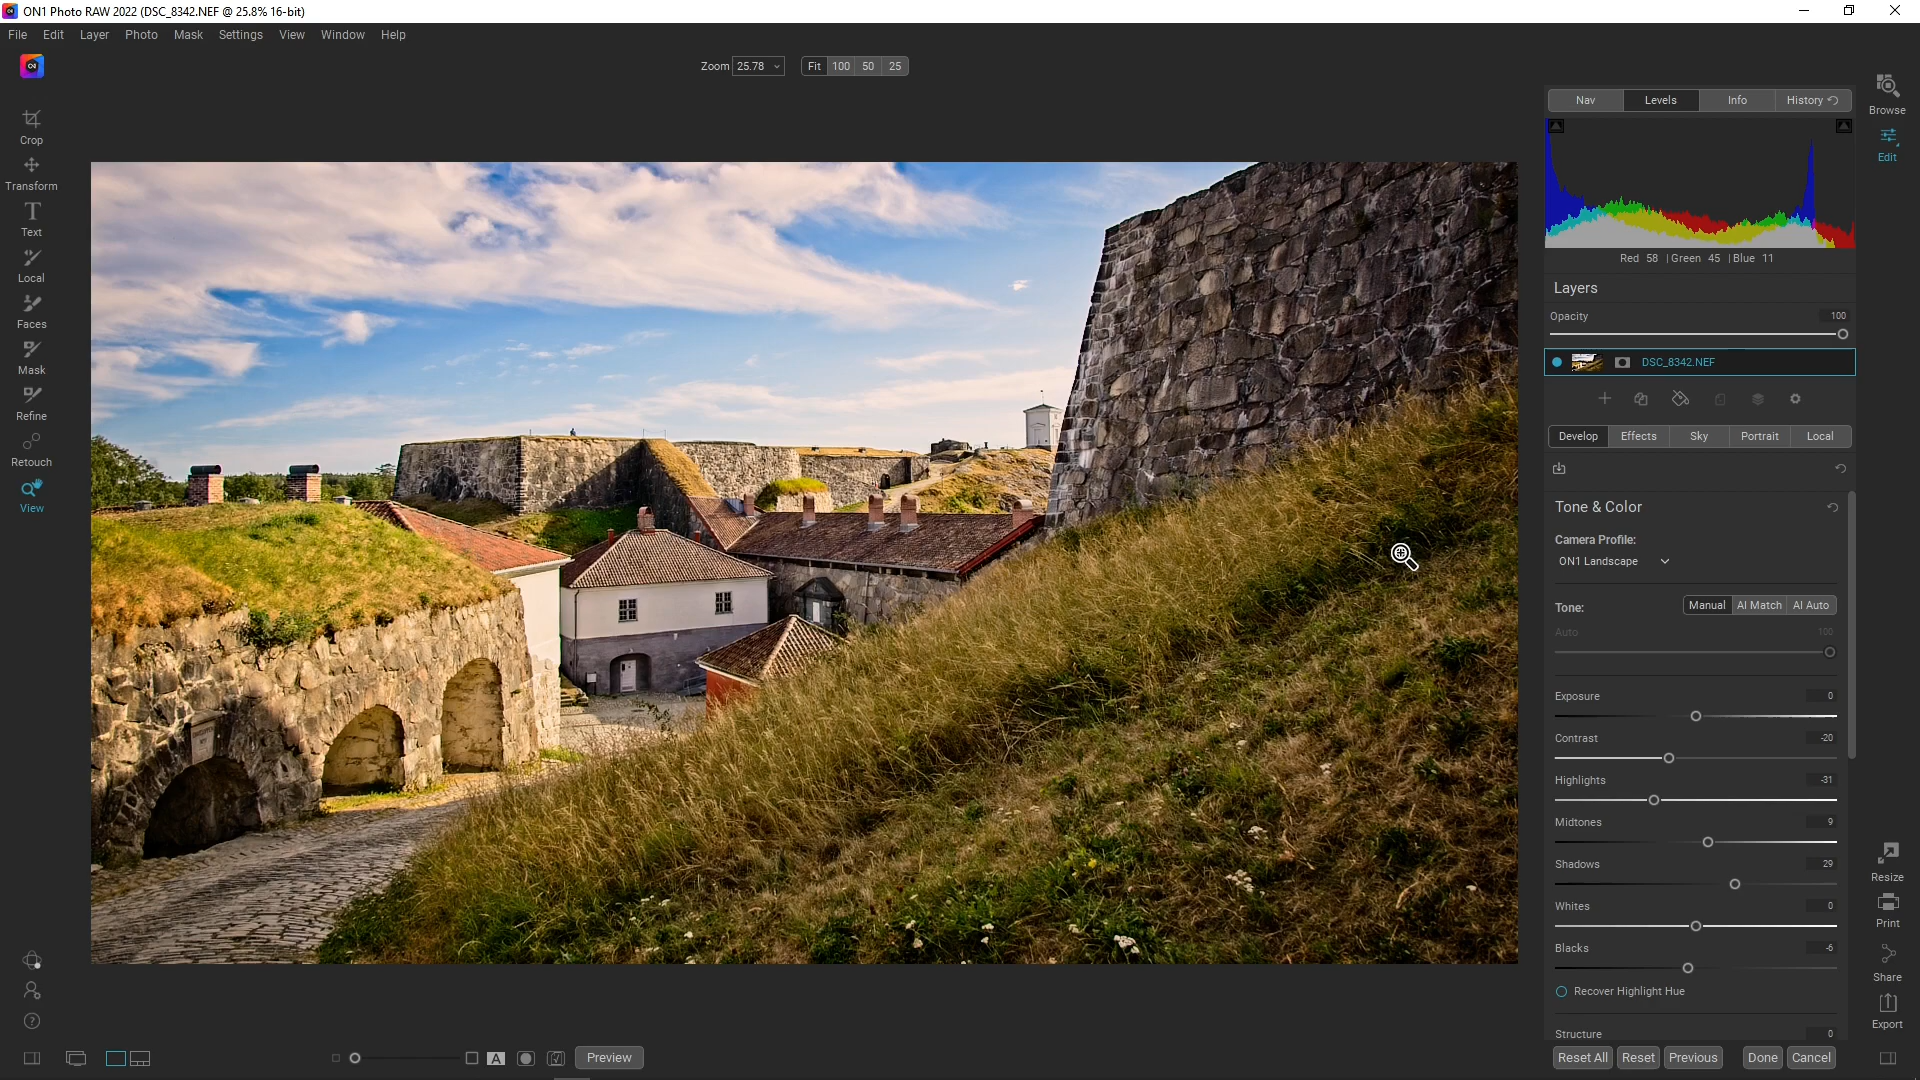 ON1 Photo RAW 2022 (DSC_8342.NEF @ 25.8% 16-bit)
File Edit Layer Photo Mask Settings View Window Help
Zoom 25.78 Fit 100 50 25
Crop
Transform
Text
Local
Faces
Mask
Refine
Retouch
View
Nav Levels Info History
Red 58 | Green 45 | Blue 11
Layers
Opacity 100
DSC_8342.NEF
Develop Effects Sky Portrait Local
Tone & Color
Camera Profile:
ON1 Landscape
Tone: Manual AI Match AI Auto
Auto 100
Exposure 0
Contrast -20
Highlights -31
Midtones 9
Shadows 29
Whites 0
Blacks -6
Recover Highlight Hue
Structure 0
Reset All Reset Previous Done Cancel
Browse
Edit
Resize
Print
Share
Export
A Preview